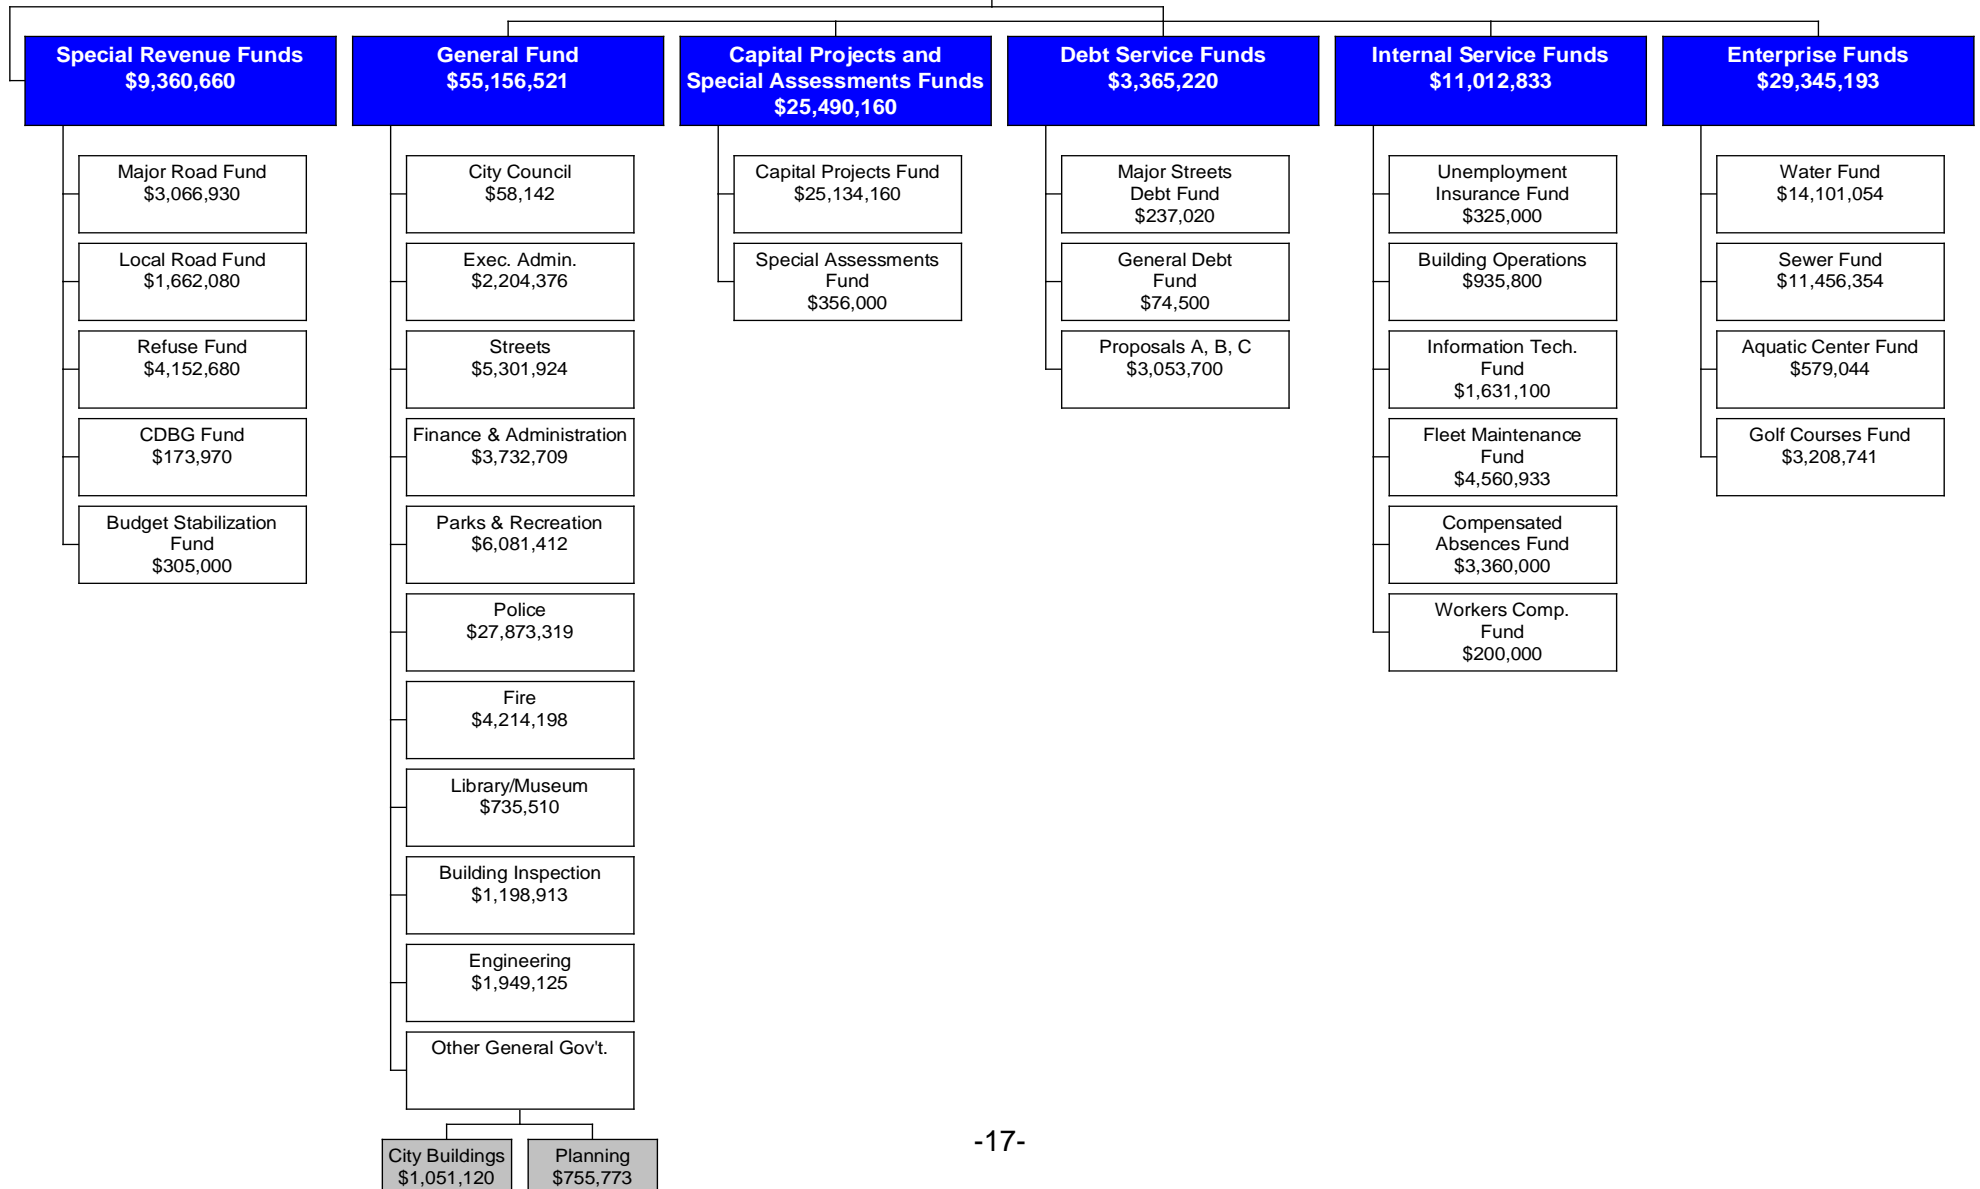 Special Revenue Funds
$9,360,660
Major Road Fund
$3,066,930
Local Road Fund
$1,662,080
Refuse Fund
$4,152,680
CDBG Fund
$173,970
Budget Stabilization
Fund
$305,000
General Fund
$55,156,521
City Council
$58,142
Exec. Admin.
$2,204,376
Streets
$5,301,924
Finance & Administration
$3,732,709
Parks & Recreation
$6,081,412
Police
$27,873,319
Fire
$4,214,198
Library/Museum
$735,510
Building Inspection
$1,198,913
Engineering
$1,949,125
Other General Gov't.
City Buildings
$1,051,120
Planning
$755,773
Capital Projects and
Special Assessments Funds
$25,490,160
Capital Projects Fund
$25,134,160
Special Assessments
Fund
$356,000
Debt Service Funds
$3,365,220
Major Streets
Debt Fund
$237,020
General Debt
Fund
$74,500
Proposals A, B, C
$3,053,700
Internal Service Funds
$11,012,833
Unemployment
Insurance Fund
$325,000
Building Operations
$935,800
Information Tech.
Fund
$1,631,100
Fleet Maintenance
Fund
$4,560,933
Compensated
Absences Fund
$3,360,000
Workers Comp.
Fund
$200,000
Enterprise Funds
$29,345,193
Water Fund
$14,101,054
Sewer Fund
$11,456,354
Aquatic Center Fund
$579,044
Golf Courses Fund
$3,208,741
-17-